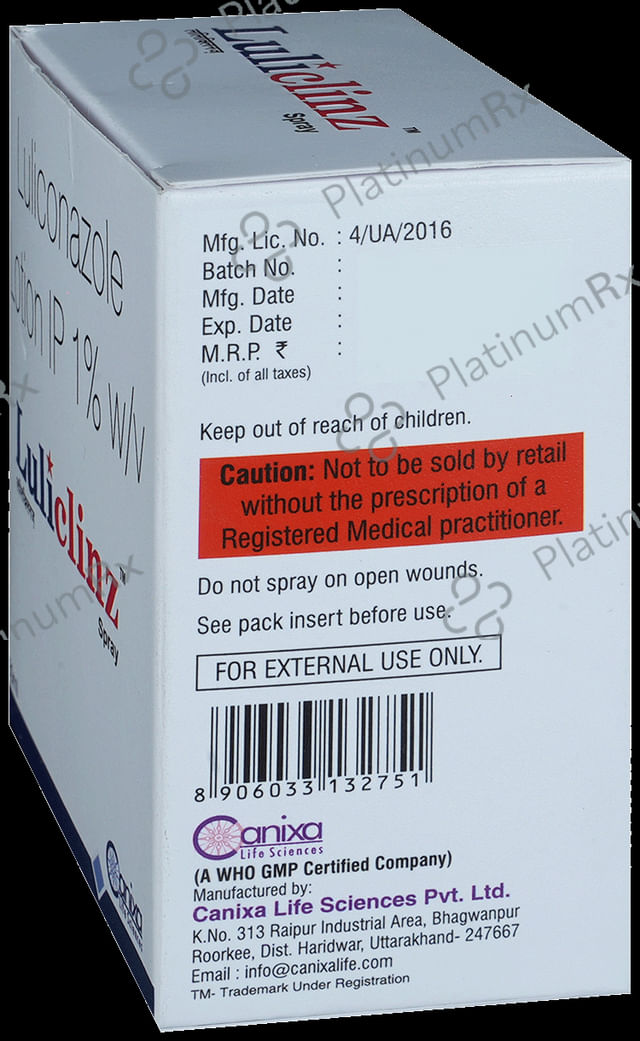 Luliclinz™
लुलीक्लिन्ज़
Spray
Luliconazole
Lotion IP 1% w/v
Luliclinz™
Spray
Canixa
Life Sciences
Mfg. Lic. No. : 4/UA/2016
Batch No. :
Mfg. Date :
Exp. Date :
M.R.P. ₹ :
(Incl. of all taxes)
Keep out of reach of children.
Caution: Not to be sold by retail
without the prescription of a
Registered Medical practitioner.
Do not spray on open wounds.
See pack insert before use.
FOR EXTERNAL USE ONLY.
8 906033 132751
Canixa
Life Sciences
(A WHO GMP Certified Company)
Manufactured by:
Canixa Life Sciences Pvt. Ltd.
K.No. 313 Raipur Industrial Area, Bhagwanpur
Roorkee, Dist. Haridwar, Uttarakhand- 247667
Email : info@canixalife.com
TM- Trademark Under Registration
PlatinumRx
PlatinumRx
PlatinumRx